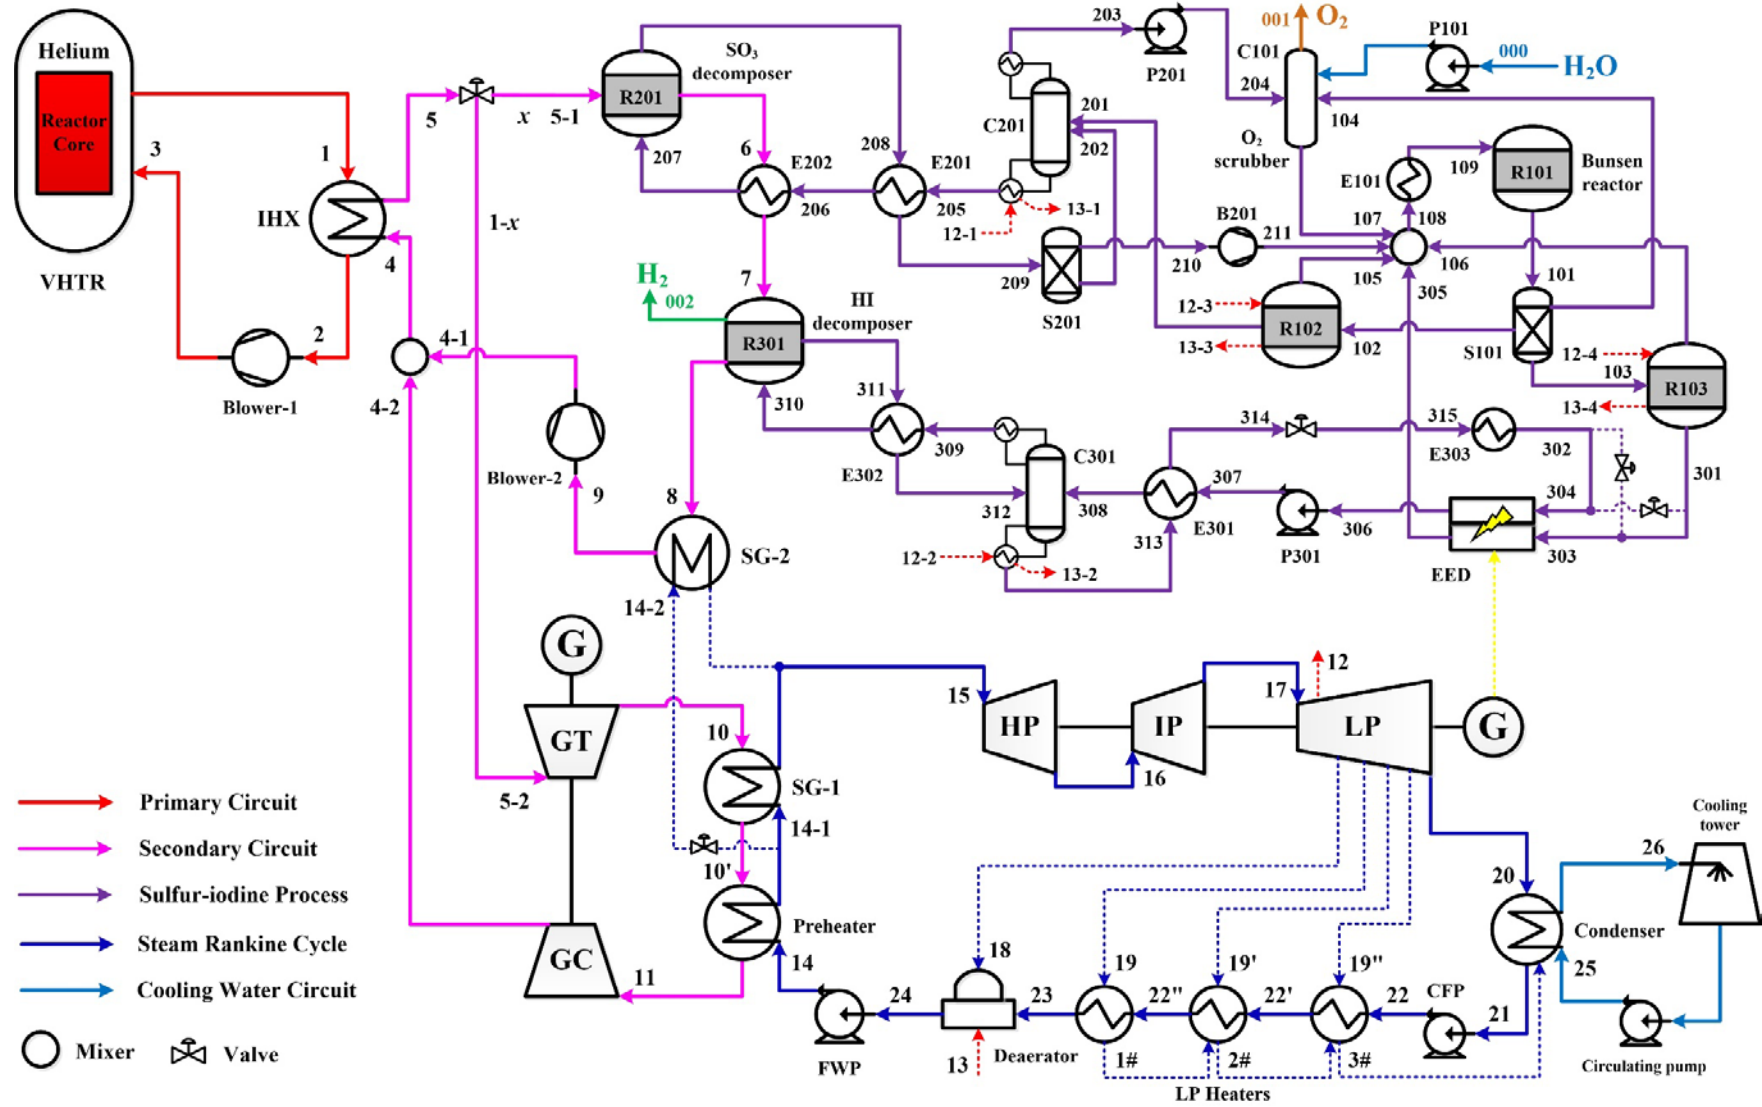 Helium
Reactor
Core
VHTR
3
1
IHX
2
Blower-1
5
4
4-1
4-2
x
5-1
1-x
SO3
decomposer
R201
207
6
E202
206
208
E201
205
7
H2
002
HI
decomposer
R301
310
311
E302
309
8
9
Blower-2
SG-2
14-2
203
P201
C201
201
202
12-1
13-1
209
S201
210
B201
211
001
O2
C101
204
O2
scrubber
104
P101
000
H2O
E101
109
R101
Bunsen
reactor
107
108
105
106
305
101
12-3
R102
13-3
102
S101
103
12-4
R103
13-4
301
C301
312
308
12-2
13-2
313
E301
307
314
315
E303
302
304
303
306
P301
EED
G
GT
5-2
GC
11
10
SG-1
14-1
10'
Preheater
14
FWP
24
15
HP
16
IP
17
12
LP
G
18
23
Deaerator
13
19
22''
1#
19'
22'
2#
19''
22
3#
LP Heaters
CFP
21
20
Condenser
25
26
Cooling
tower
Circulating pump
Primary Circuit
Secondary Circuit
Sulfur-iodine Process
Steam Rankine Cycle
Cooling Water Circuit
Mixer
Valve